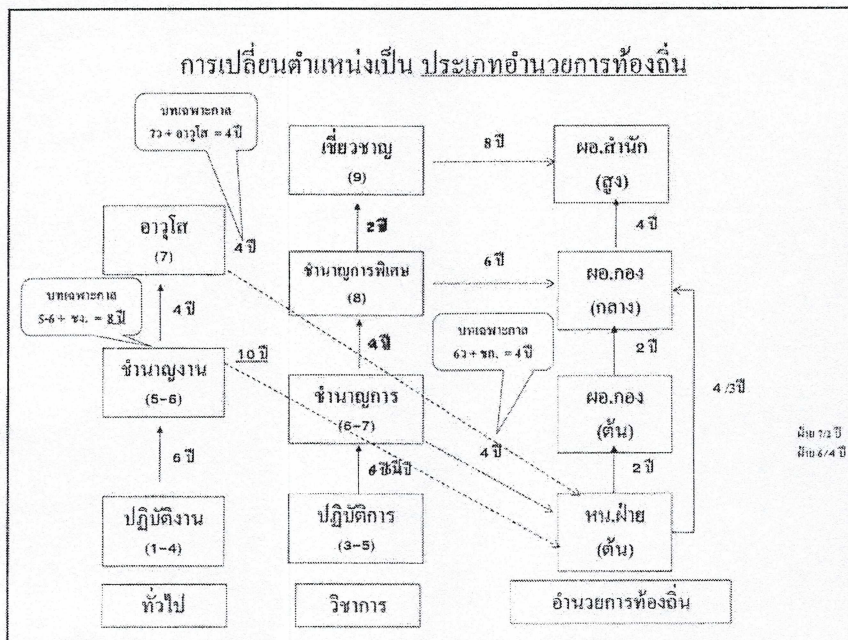 การเปลี่ยนตำแหน่งเป็น ประเภทอำนวยการท้องถิ่น
บทเฉพาะกาล
7ว + อาวุโส = 4 ปี
เชี่ยวชาญ
(9)
8 ปี
ผอ.สำนัก
(สูง)
อาวุโส
(7)
4 ปี
2 ปี
4 ปี
ชำนาญการพิเศษ
(8)
6 ปี
ผอ.กอง
(กลาง)
บทเฉพาะกาล
5-6 + ชง. = 8 ปี
4 ปี
4 ปี
บทเฉพาะกาล
6ว + ชก. = 4 ปี
2 ปี
ชำนาญงาน
(5-6)
10 ปี
ชำนาญการ
(6-7)
ผอ.กอง
(ต้น)
4 /3ปี
ฝ่าย 6/4 ปี
6 ปี
4 ปี
2 ปี
ปฏิบัติงาน
(1-4)
ปฏิบัติการ
(3-5)
หน.ฝ่าย
(ต้น)
ทั่วไป
วิชาการ
อำนวยการท้องถิ่น